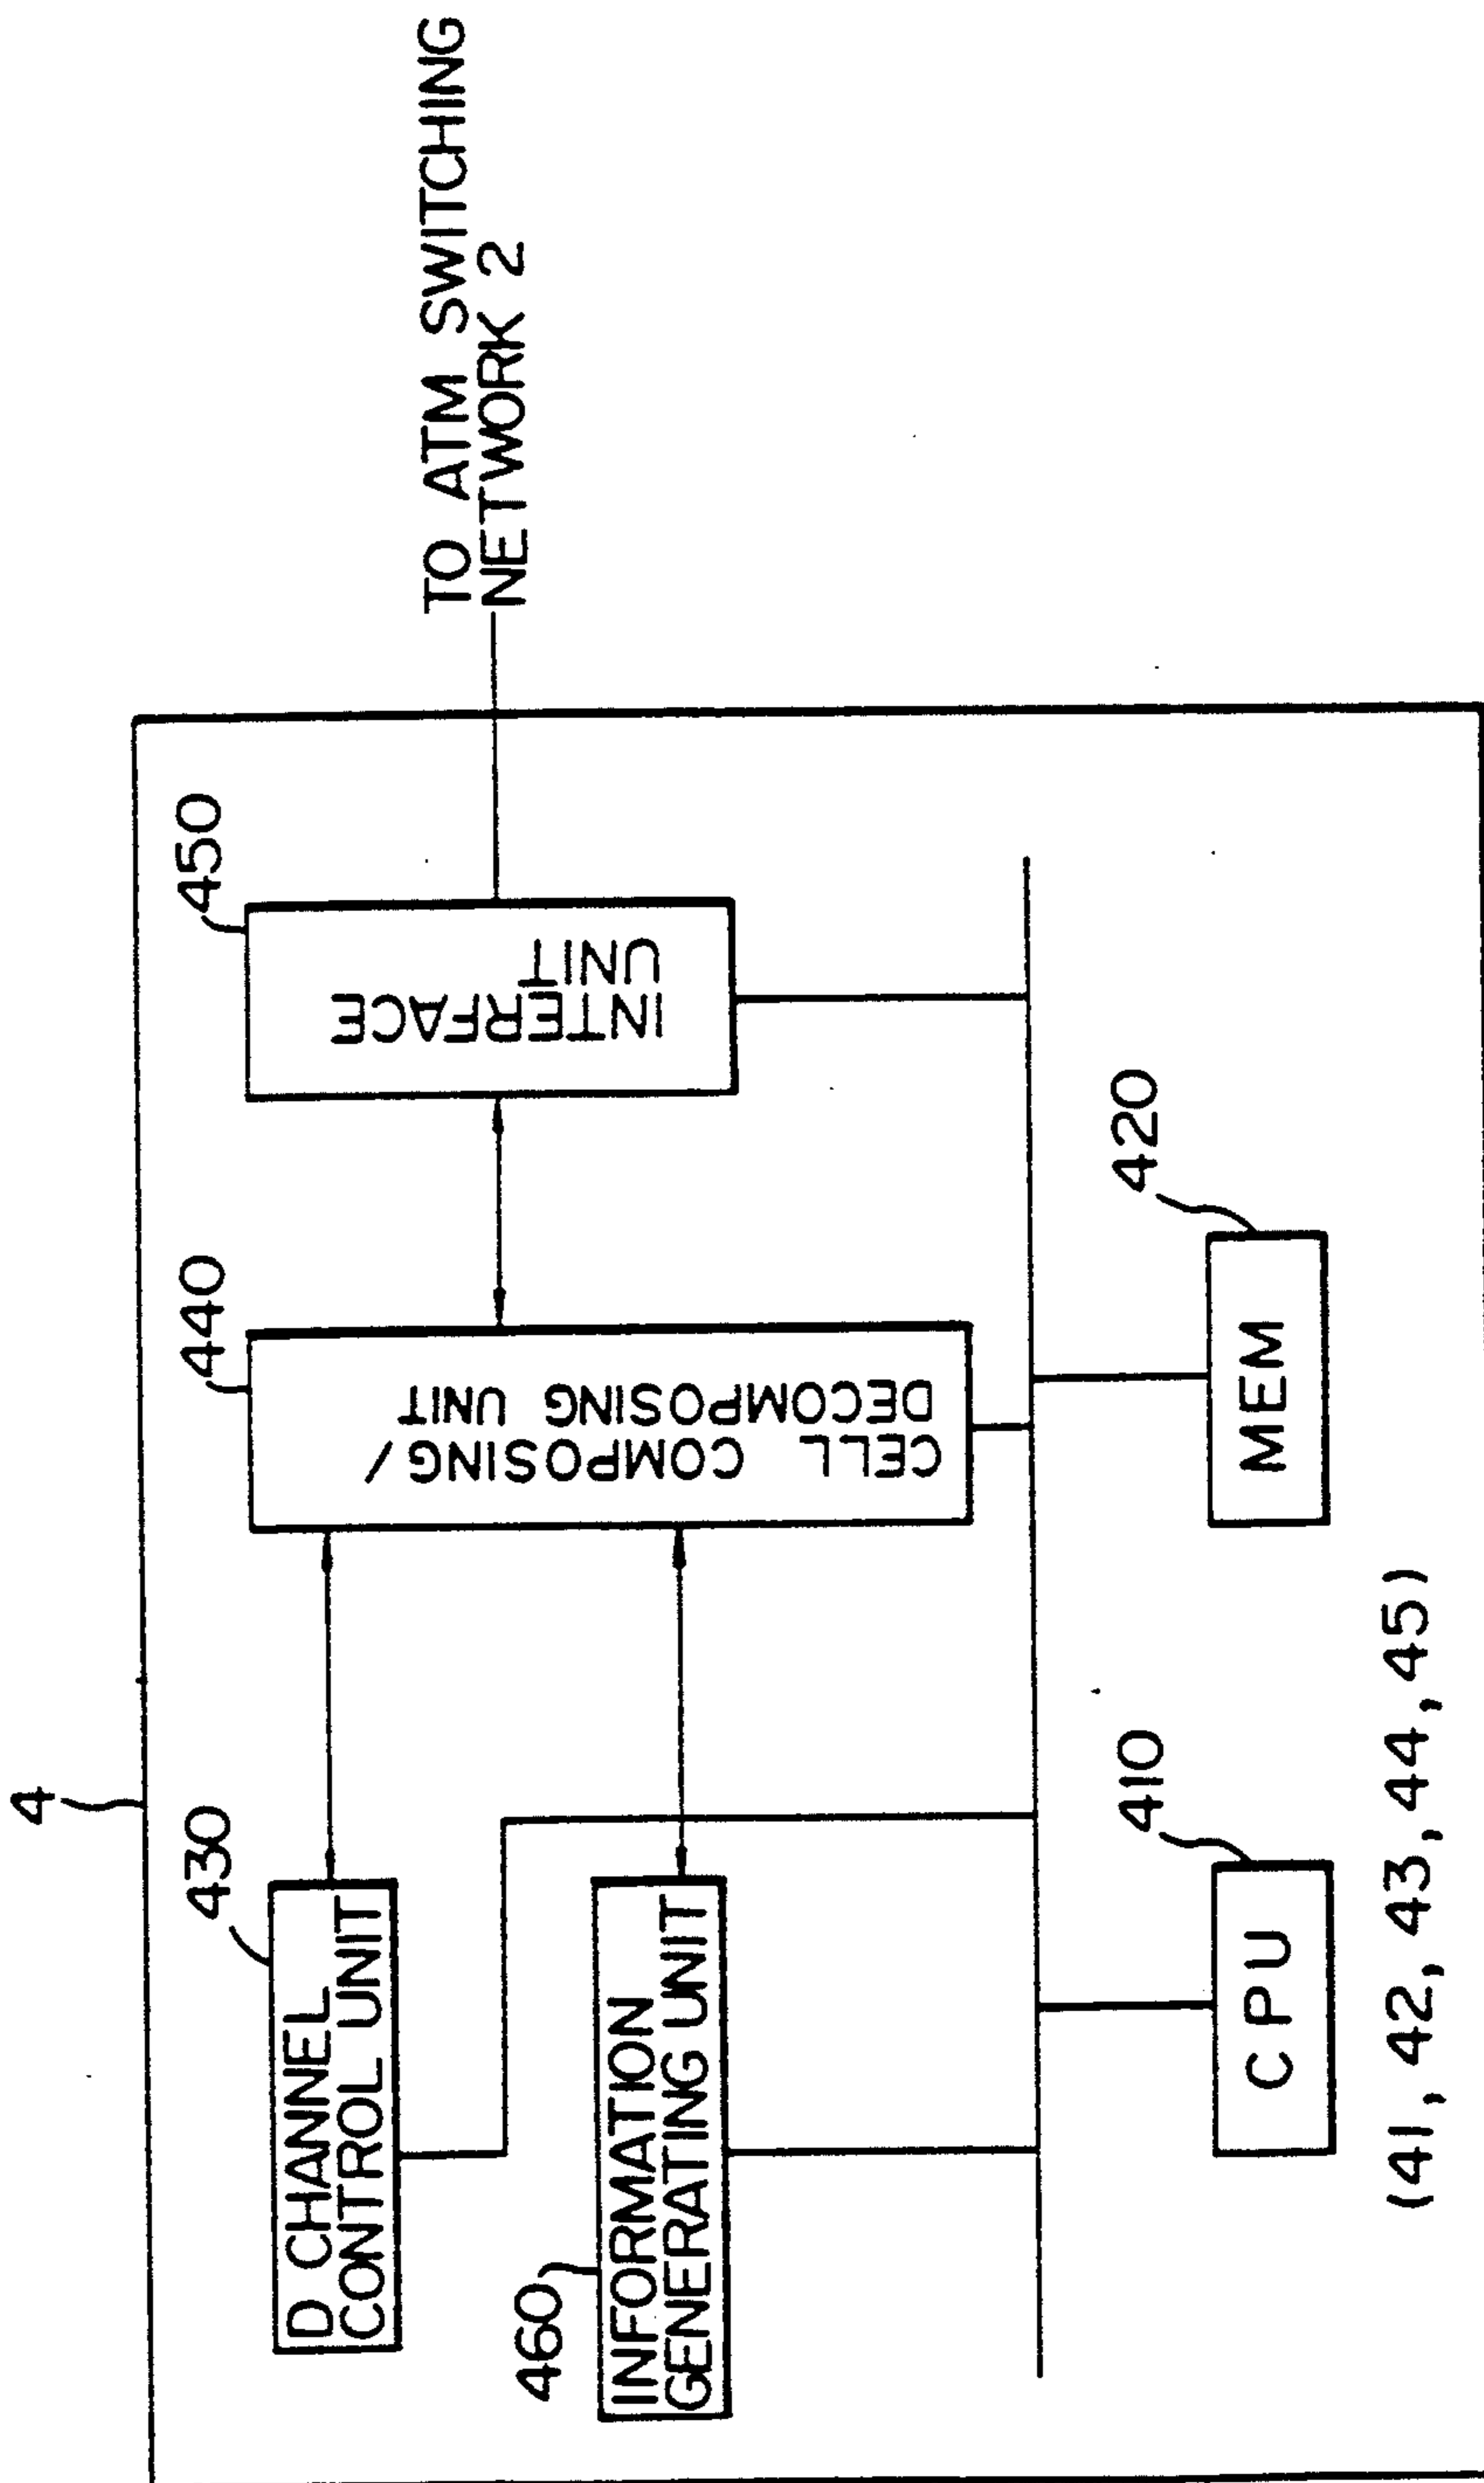 4
430
D CHANNEL
CONTROL UNIT
460
INFORMATION
GENERATING UNIT
440
CELL COMPOSING/
DECOMPOSING UNIT
450
INTERFACE
UNIT
TO ATM SWITCHING
NETWORK 2
410
CPU
420
MEM
(41, 42, 43, 44, 45)